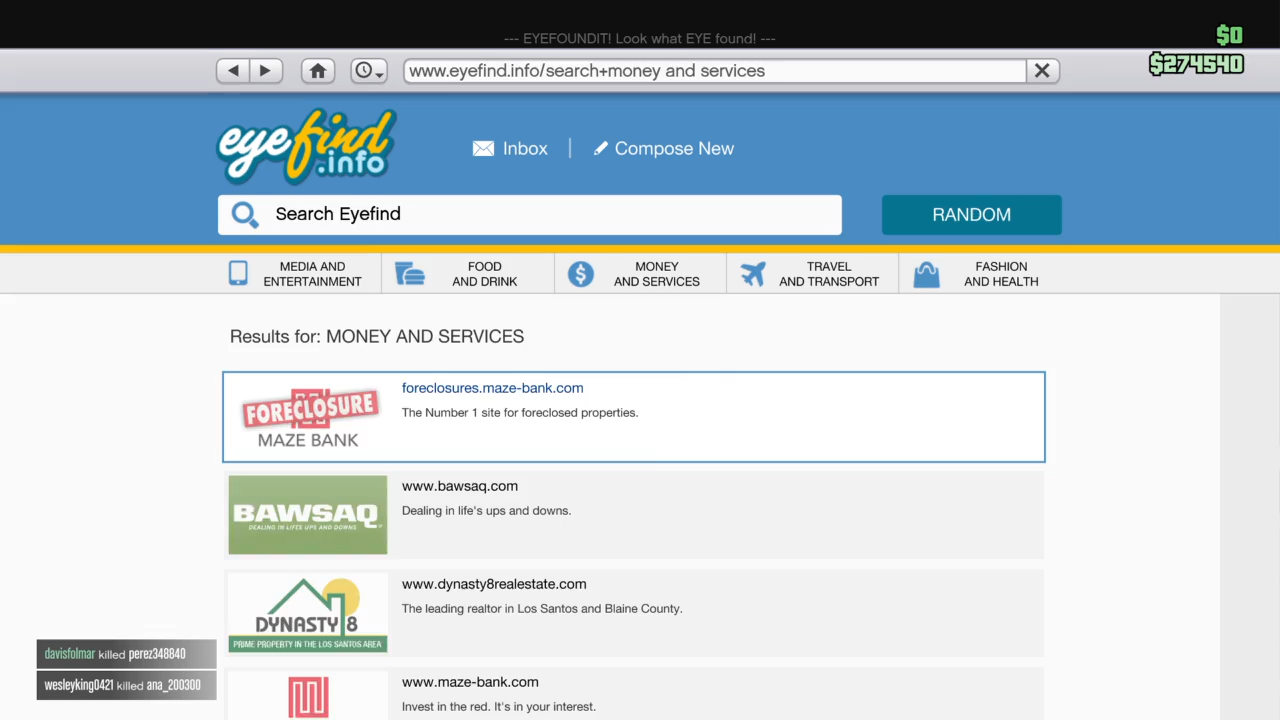 --- EYEFOUNDIT! Look what EYE found! ---
$0
$274540
www.eyefind.info/search+money and services
eyefind
.info
Inbox
Compose New
Search Eyefind
RANDOM
MEDIA AND
ENTERTAINMENT
FOOD
AND DRINK
MONEY
AND SERVICES
TRAVEL
AND TRANSPORT
FASHION
AND HEALTH
Results for: MONEY AND SERVICES
FORECLOSURE
MAZE BANK
foreclosures.maze-bank.com
The Number 1 site for foreclosed properties.
BAWSAQ
DEALING IN LIFE'S UPS AND DOWNS
www.bawsaq.com
Dealing in life's ups and downs.
DYNASTY 8
PRIME PROPERTY IN THE LOS SANTOS AREA
www.dynasty8realestate.com
The leading realtor in Los Santos and Blaine County.
www.maze-bank.com
Invest in the red. It's in your interest.
davisfolmar killed perez348840
wesleyking0421 killed ana_200300